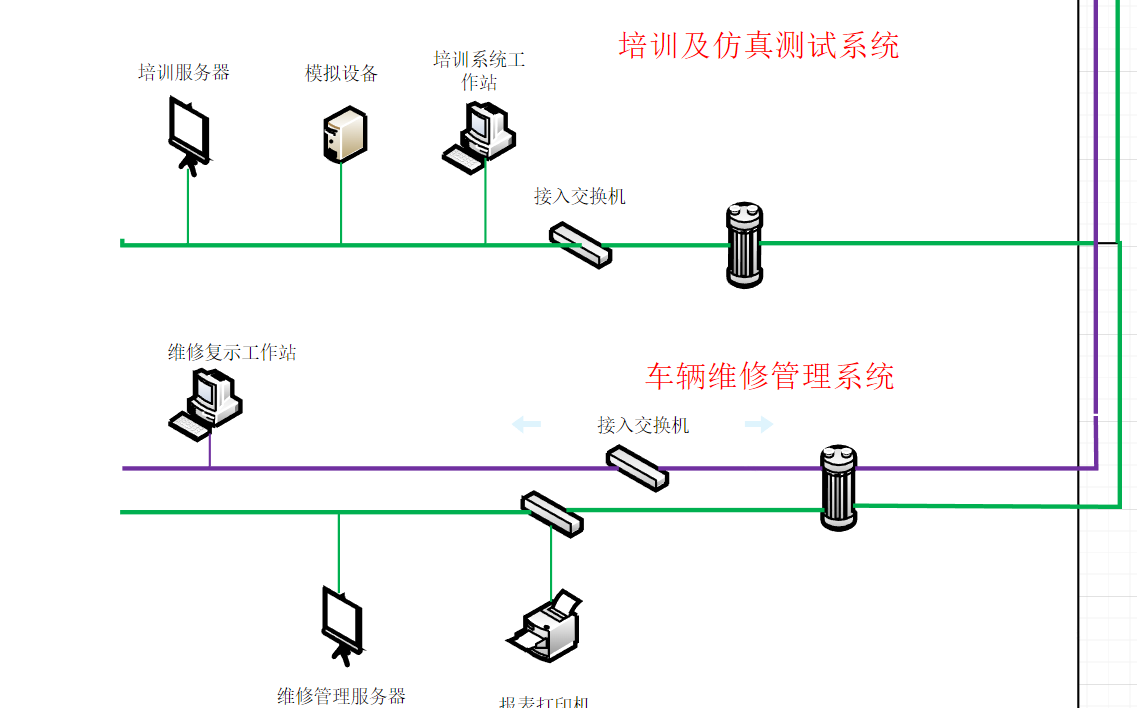 培训及仿真测试系统
培训服务器
模拟设备
培训系统工
作站
接入交换机
维修复示工作站
车辆维修管理系统
接入交换机
维修管理服务器
报表打印机